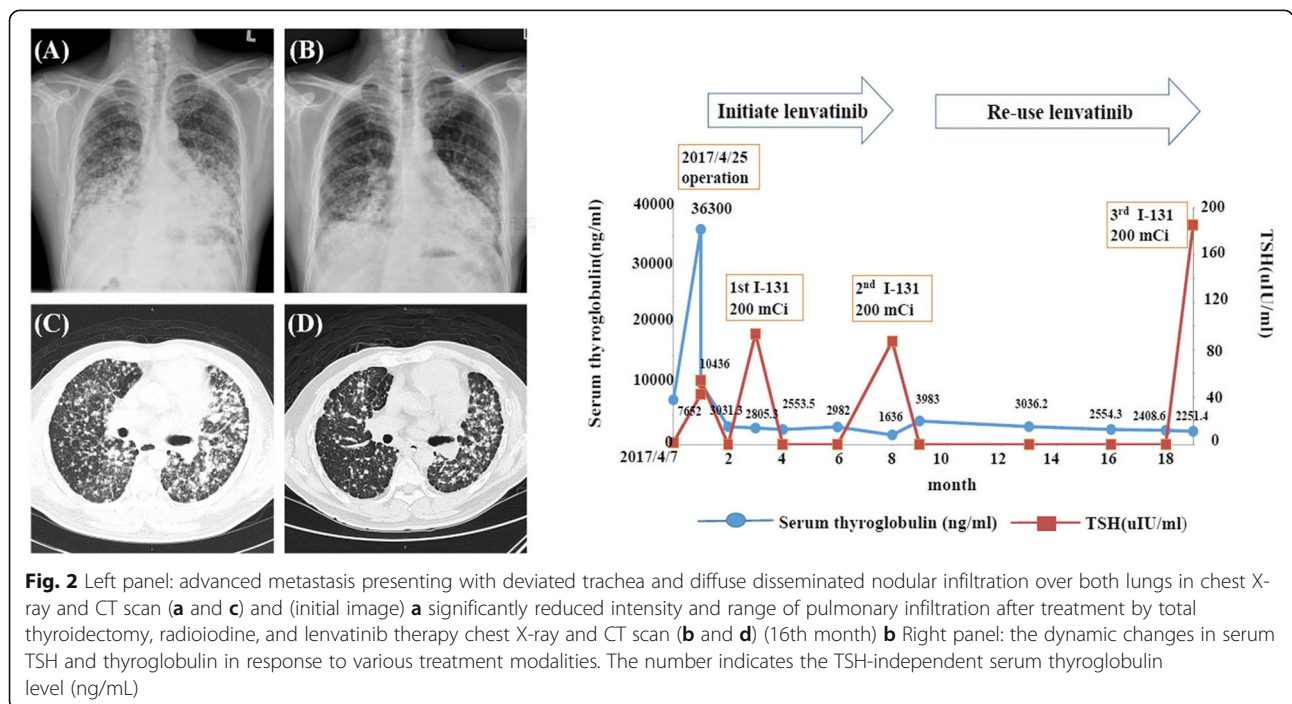 (A)
L
(B)
(C)
(D)
Initiate lenvatinib
Re-use lenvatinib
2017/4/25
operation
36300
1st I-131
200 mCi
2nd I-131
200 mCi
3rd I-131
200 mCi
Serum thyroglobulin(ng/ml)
40000
30000
20000
10000
0
7652
10436
3031.3
2805.3
2553.5
2982
1636
3983
3036.2
2554.3
2408.6
2251.4
200
160
120
80
40
0
TSH(uIU/ml)
2017/4/7
2 4 6 8 10 12 14 16 18
month
Serum thyroglobulin (ng/ml)
TSH(uIU/ml)
Fig. 2 Left panel: advanced metastasis presenting with deviated trachea and diffuse disseminated nodular infiltration over both lungs in chest X-
ray and CT scan (a and c) and (initial image) a significantly reduced intensity and range of pulmonary infiltration after treatment by total
thyroidectomy, radioiodine, and lenvatinib therapy chest X-ray and CT scan (b and d) (16th month) b Right panel: the dynamic changes in serum
TSH and thyroglobulin in response to various treatment modalities. The number indicates the TSH-independent serum thyroglobulin
level (ng/mL)